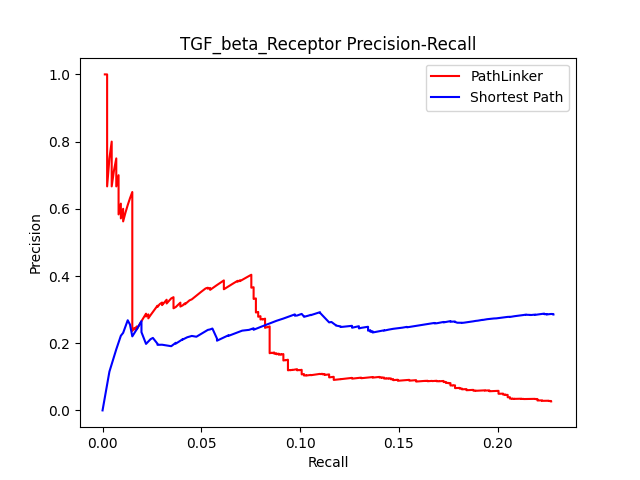 TGF_beta_Receptor Precision-Recall
PathLinker
Shortest Path
Precision
1.0
0.8
0.6
0.4
0.2
0.0
0.00 0.05 0.10 0.15 0.20
Recall